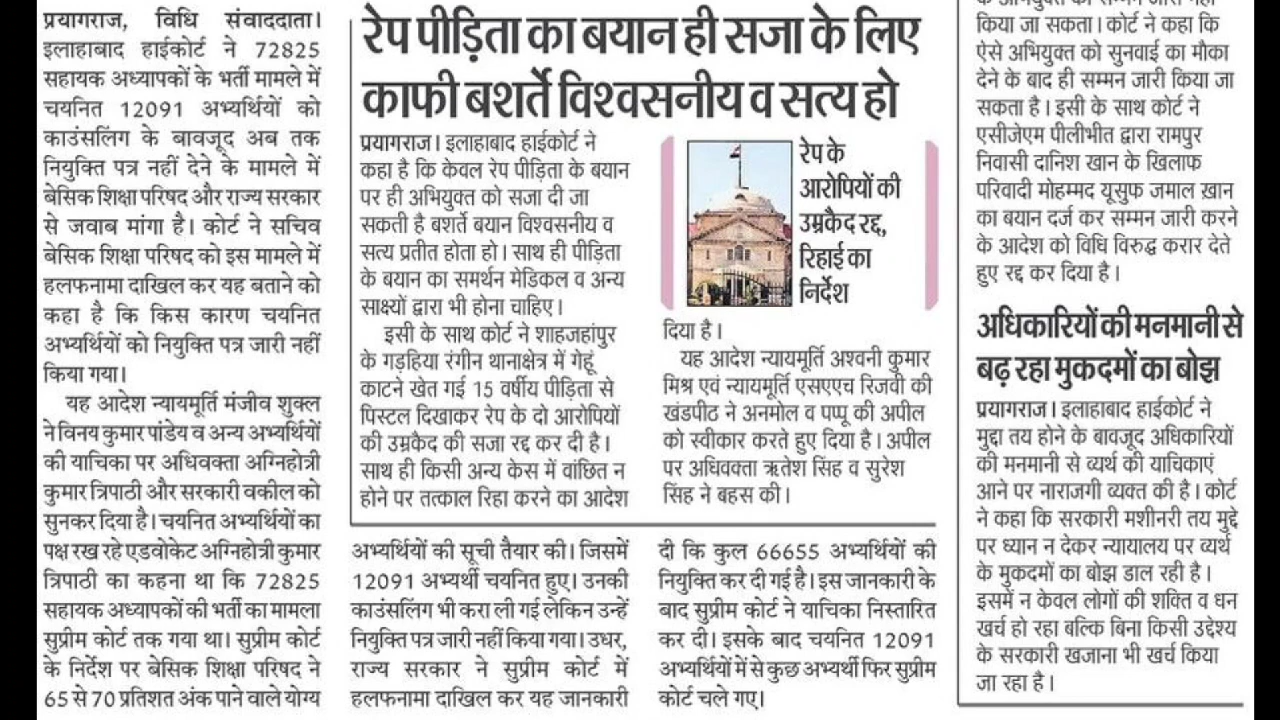 प्रयागराज, विधि संवाददाता।
इलाहाबाद हाईकोर्ट ने 72825
सहायक अध्यापकों के भर्ती मामले में
चयनित 12091 अभ्यर्थियों को
काउंसलिंग के बावजूद अब तक
नियुक्ति पत्र नहीं देने के मामले में
बेसिक शिक्षा परिषद और राज्य सरकार
से जवाब मांगा है। कोर्ट ने सचिव
बेसिक शिक्षा परिषद को इस मामले में
हलफनामा दाखिल कर यह बताने को
कहा है कि किस कारण चयनित
अभ्यर्थियों को नियुक्ति पत्र जारी नहीं
किया गया।
यह आदेश न्यायमूर्ति मंजीव शुक्ल
ने विनय कुमार पांडेय व अन्य अभ्यर्थियों
की याचिका पर अधिवक्ता अग्निहोत्री
कुमार त्रिपाठी और सरकारी वकील को
सुनकर दिया है। चयनित अभ्यर्थियों का
पक्ष रख रहे एडवोकेट अग्निहोत्री कुमार
त्रिपाठी का कहना था कि 72825
सहायक अध्यापकों की भर्ती का मामला
सुप्रीम कोर्ट तक गया था। सुप्रीम कोर्ट
के निर्देश पर बेसिक शिक्षा परिषद ने
65 से 70 प्रतिशत अंक पाने वाले योग्य
अभ्यर्थियों की सूची तैयार की। जिसमें
12091 अभ्यर्थी चयनित हुए। उनकी
काउंसलिंग भी करा ली गई लेकिन उन्हें
नियुक्ति पत्र जारी नहीं किया गया। उधर,
राज्य सरकार ने सुप्रीम कोर्ट में
हलफनामा दाखिल कर यह जानकारी
दी कि कुल 66655 अभ्यर्थियों की
नियुक्ति कर दी गई है। इस जानकारी के
बाद सुप्रीम कोर्ट ने याचिका निस्तारित
कर दी। इसके बाद चयनित 12091
अभ्यर्थियों में से कुछ अभ्यर्थी फिर सुप्रीम
कोर्ट चले गए।
रेप पीड़िता का बयान ही सजा के लिए
काफी बशर्ते विश्वसनीय व सत्य हो
प्रयागराज। इलाहाबाद हाईकोर्ट ने
कहा है कि केवल रेप पीड़िता के बयान
पर ही अभियुक्त को सजा दी जा
सकती है बशर्ते बयान विश्वसनीय व
सत्य प्रतीत होता हो। साथ ही पीड़िता
के बयान का समर्थन मेडिकल व अन्य
साक्ष्यों द्वारा भी होना चाहिए।
इसी के साथ कोर्ट ने शाहजहांपुर
के गड़हिया रंगीन थानाक्षेत्र में गेहूं
काटने खेत गई 15 वर्षीय पीड़िता से
पिस्टल दिखाकर रेप के दो आरोपियों
की उम्रकैद की सजा रद्द कर दी है।
साथ ही किसी अन्य केस में वांछित न
होने पर तत्काल रिहा करने का आदेश
रेप के
आरोपियों की
उम्रकैद रद्द,
रिहाई का
निर्देश
दिया है।
यह आदेश न्यायमूर्ति अश्वनी कुमार
मिश्र एवं न्यायमूर्ति एसएएच रिजवी की
खंडपीठ ने अनमोल व पप्पू की अपील
को स्वीकार करते हुए दिया है। अपील
पर अधिवक्ता ऋतेश सिंह व सुरेश
सिंह ने बहस की।
किया जा सकता। कोर्ट ने कहा कि
ऐसे अभियुक्त को सुनवाई का मौका
देने के बाद ही सम्मन जारी किया जा
सकता है। इसी के साथ कोर्ट ने
एसीजेएम पीलीभीत द्वारा रामपुर
निवासी दानिश खान के खिलाफ
परिवादी मोहम्मद यूसुफ जमाल ख़ान
का बयान दर्ज कर सम्मन जारी करने
के आदेश को विधि विरुद्ध करार देते
हुए रद्द कर दिया है।
अधिकारियों की मनमानी से
बढ़ रहा मुकदमों का बोझ
प्रयागराज। इलाहाबाद हाईकोर्ट ने
मुद्दा तय होने के बावजूद अधिकारियों
की मनमानी से व्यर्थ की याचिकाएं
आने पर नाराजगी व्यक्त की है। कोर्ट
ने कहा कि सरकारी मशीनरी तय मुद्दे
पर ध्यान न देकर न्यायालय पर व्यर्थ
के मुकदमों का बोझ डाल रही है।
इसमें न केवल लोगों की शक्ति व धन
खर्च हो रहा बल्कि बिना किसी उद्देश्य
के सरकारी खजाना भी खर्च किया
जा रहा है।